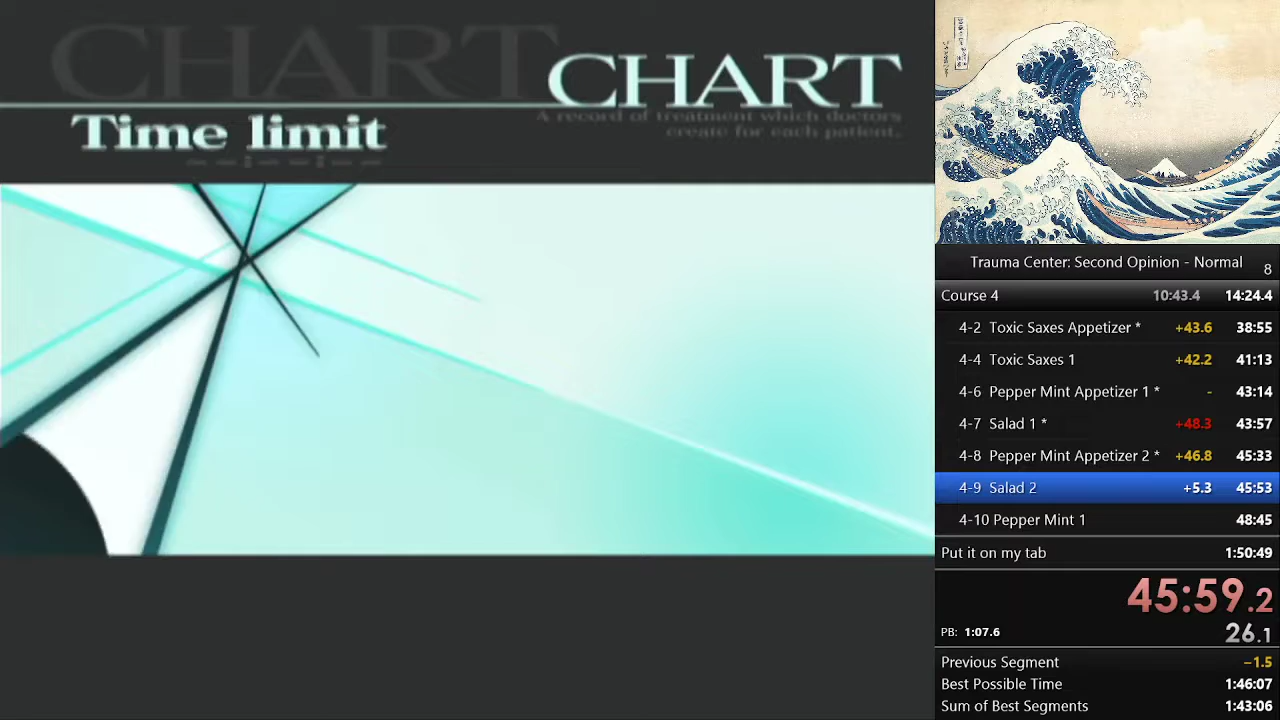 CHART
CHART
A record of treatment which doctors
create for each patient.
Time limit
Trauma Center: Second Opinion - Normal
8
Course 4 10:43.4 14:24.4
4-2 Toxic Saxes Appetizer * +43.6 38:55
4-4 Toxic Saxes 1 +42.2 41:13
4-6 Pepper Mint Appetizer 1 * - 43:14
4-7 Salad 1 * +48.3 43:57
4-8 Pepper Mint Appetizer 2 * +46.8 45:33
4-9 Salad 2 +5.3 45:53
4-10 Pepper Mint 1 48:45
Put it on my tab 1:50:49
45:59.2
PB: 1:07.6 26.1
Previous Segment −1.5
Best Possible Time 1:46:07
Sum of Best Segments 1:43:06